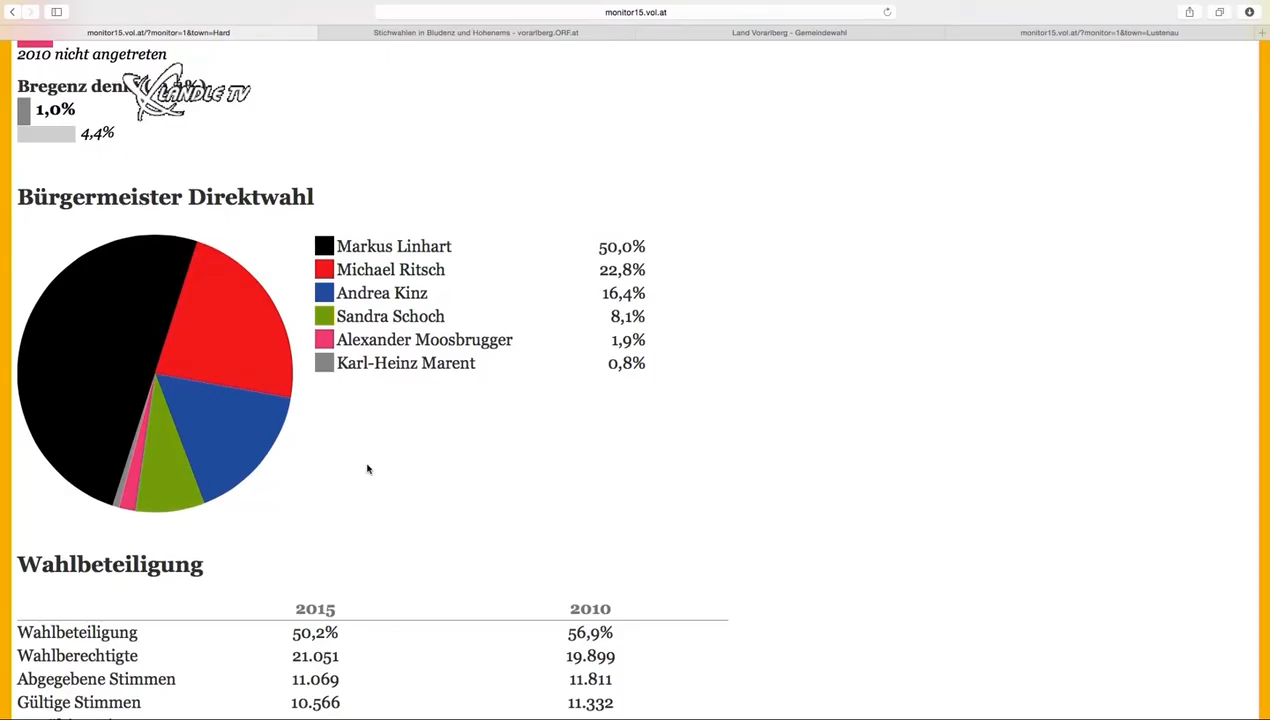 monitor15.vol.at
monitor15.vol.at/?monitor=1&town=Hard
Stichwahlen in Bludenz und Hohenems - vorarlberg.ORF.at
Land Vorarlberg - Gemeindewahl
monitor15.vol.at/?monitor=1&town=Lustenau
2010 nicht angetreten
Bregenz denkt
LANDLE TV
1,0%
4,4%
Bürgermeister Direktwahl
Markus Linhart 50,0%
Michael Ritsch 22,8%
Andrea Kinz 16,4%
Sandra Schoch 8,1%
Alexander Moosbrugger 1,9%
Karl-Heinz Marent 0,8%
Wahlbeteiligung
2015 2010
Wahlbeteiligung 50,2% 56,9%
Wahlberechtigte 21.051 19.899
Abgegebene Stimmen 11.069 11.811
Gültige Stimmen 10.566 11.332